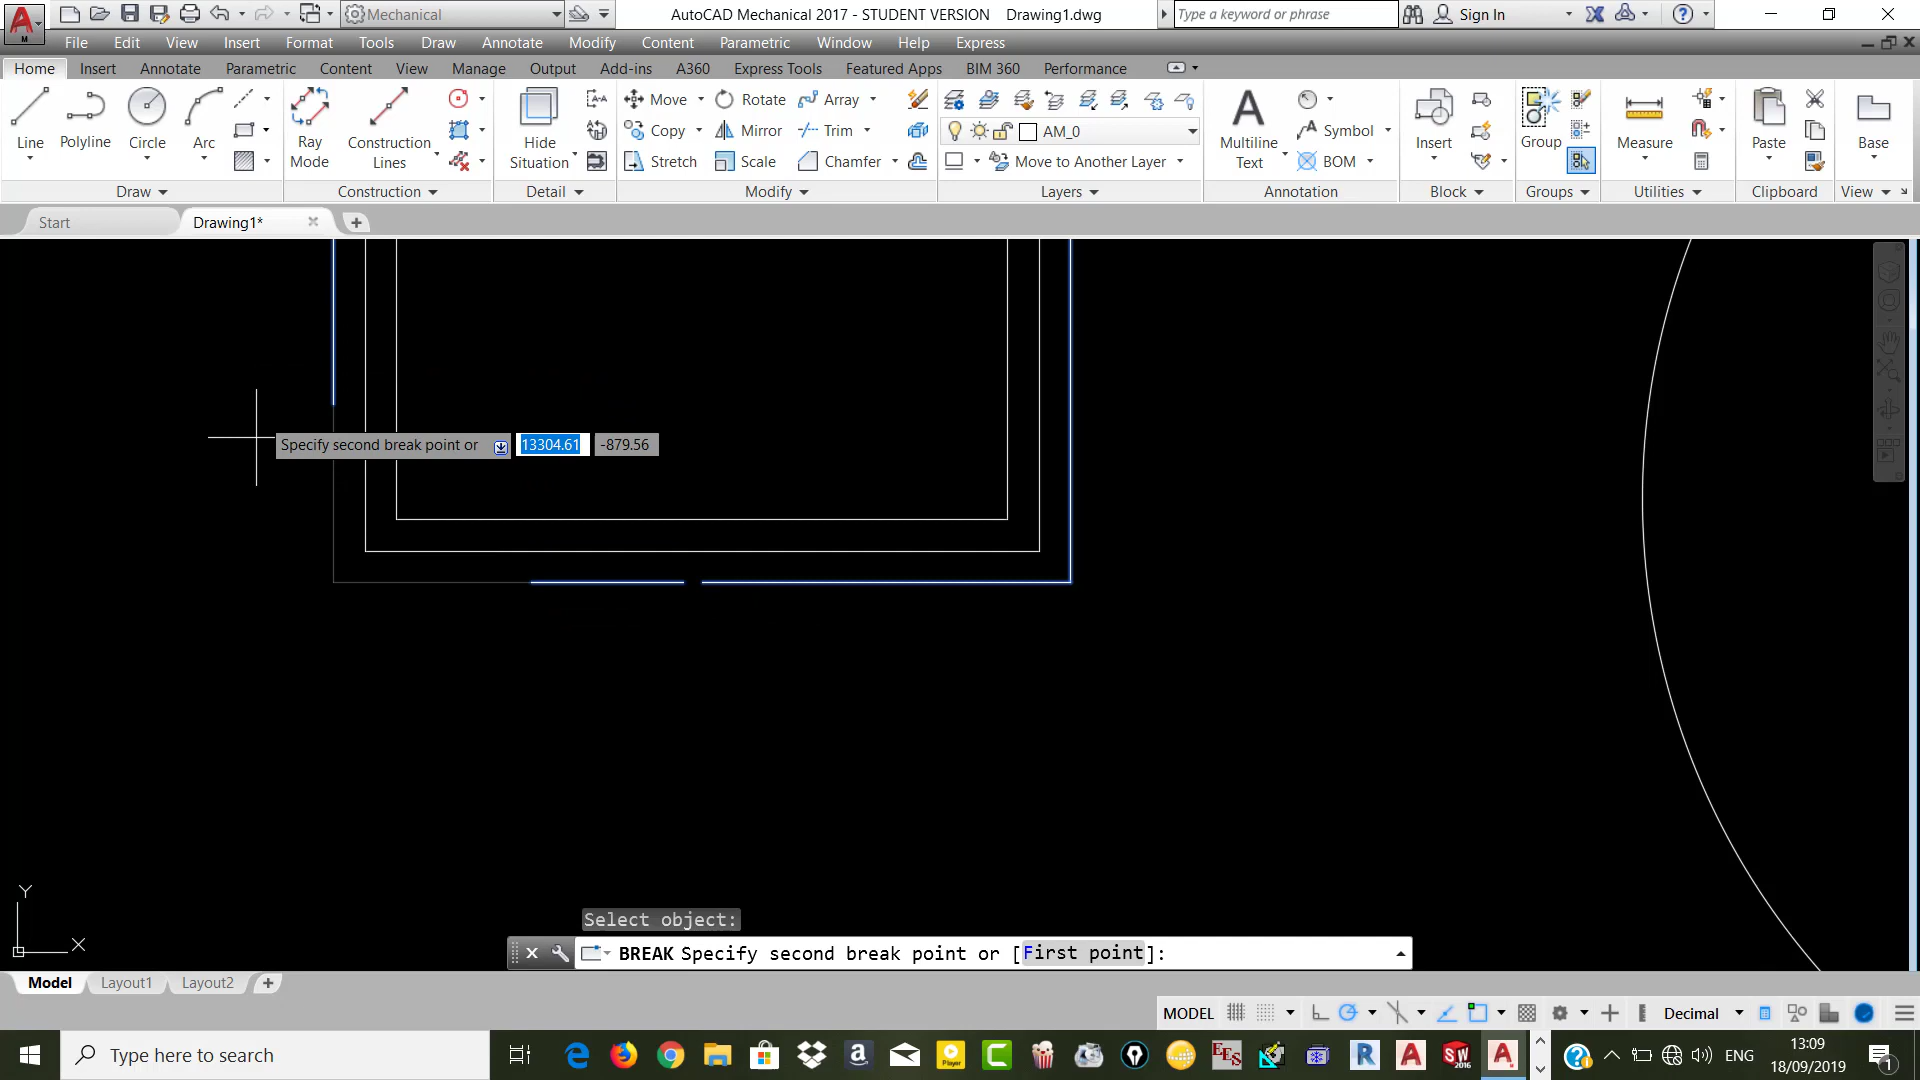 Mechanical
AutoCAD Mechanical 2017 - STUDENT VERSION Drawing1.dwg
Type a keyword or phrase
Sign In
File Edit View Insert Format Tools Draw Annotate Modify Content Parametric Window Help Express
Home Insert Annotate Parametric Content View Manage Output Add-ins A360 Express Tools Featured Apps BIM 360 Performance
Line
Polyline
Circle
Arc
Ray
Mode
Construction
Lines
Hide
Situation
Move Rotate Array
Copy Mirror Trim
Stretch Scale Chamfer
AM_0
Move to Another Layer
Multiline
Text
Symbol
BOM
Insert
Group
Measure
Paste
Base
Draw Construction Detail Modify Layers Annotation Block Groups Utilities Clipboard View
Start Drawing1*
Specify second break point or 13304.61 -879.56
Y
X
Select object:
BREAK Specify second break point or [First point]:
Model Layout1 Layout2
MODEL Decimal
Type here to search
ENG
13:09
18/09/2019
1